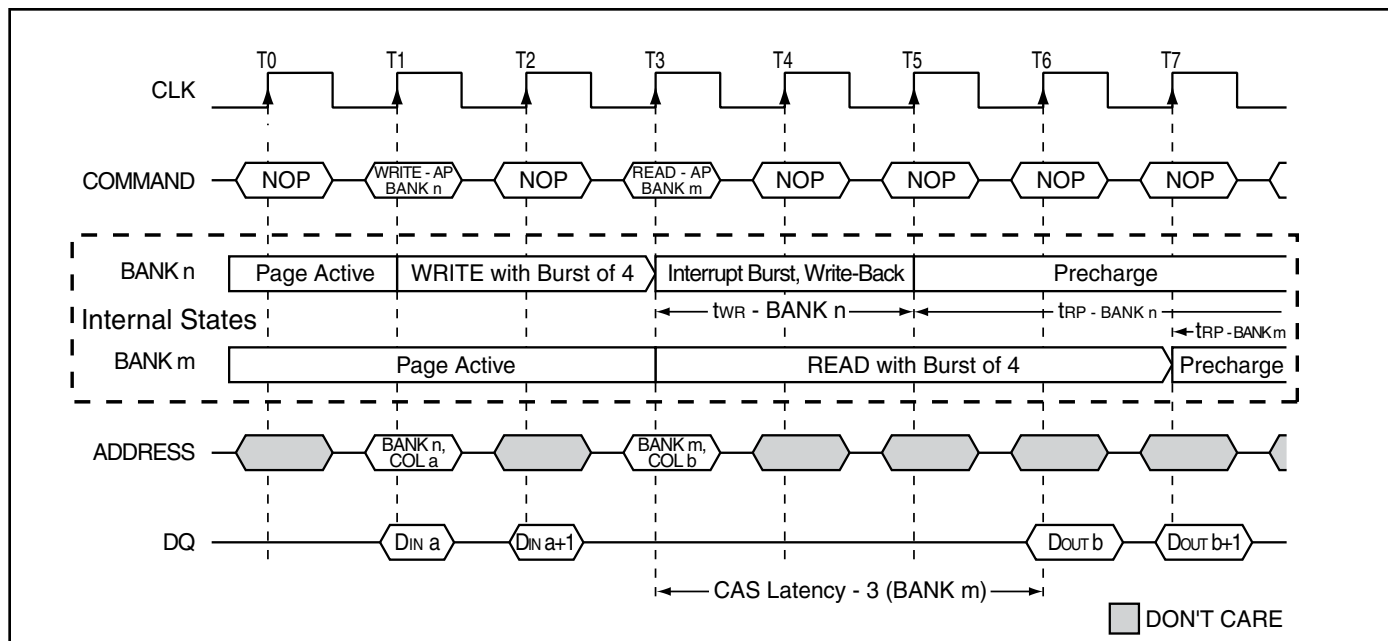 T0 T1 T2 T3 T4 T5 T6 T7
CLK
COMMAND NOP WRITE - AP BANK n NOP READ - AP BANK m NOP NOP NOP NOP
BANK n Page Active WRITE with Burst of 4 Interrupt Burst, Write-Back Precharge
tWR - BANK n tRP - BANK n
Internal States
tRP - BANK m
BANK m Page Active READ with Burst of 4 Precharge
ADDRESS BANK n, COL a BANK m, COL b
DQ DIN a DIN a+1 DOUT b DOUT b+1
CAS Latency - 3 (BANK m)
DON'T CARE